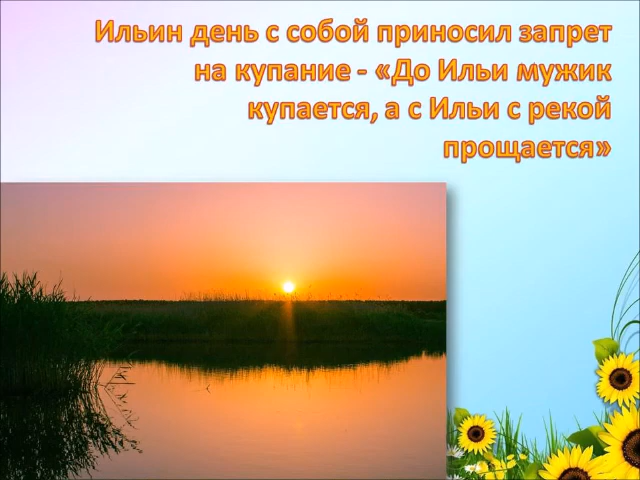 Ильин день с собой приносил запрет
на купание - «До Ильи мужик
купается, а с Ильи с рекой
прощается»